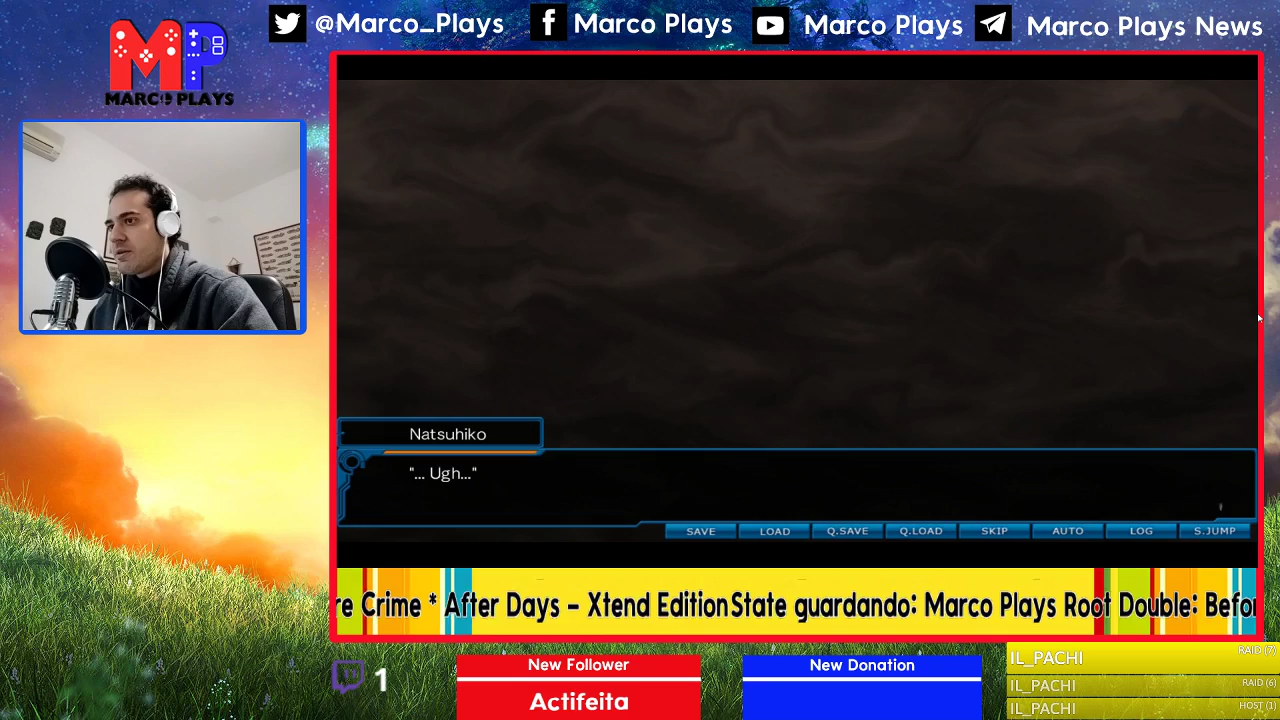 @Marco_Plays
Marco Plays
Marco Plays
Marco Plays News
MP
MARCO PLAYS
Natsuhiko
"... Ugh..."
SAVE
LOAD
Q.SAVE
Q.LOAD
SKIP
AUTO
LOG
S.JUMP
re Crime * After Days - Xtend EditionState guardando: Marco Plays Root Double: Befor
1
New Follower
Actifeita
New Donation
IL_PACHI RAID (7)
IL_PACHI RAID (6)
IL_PACHI HOST (1)